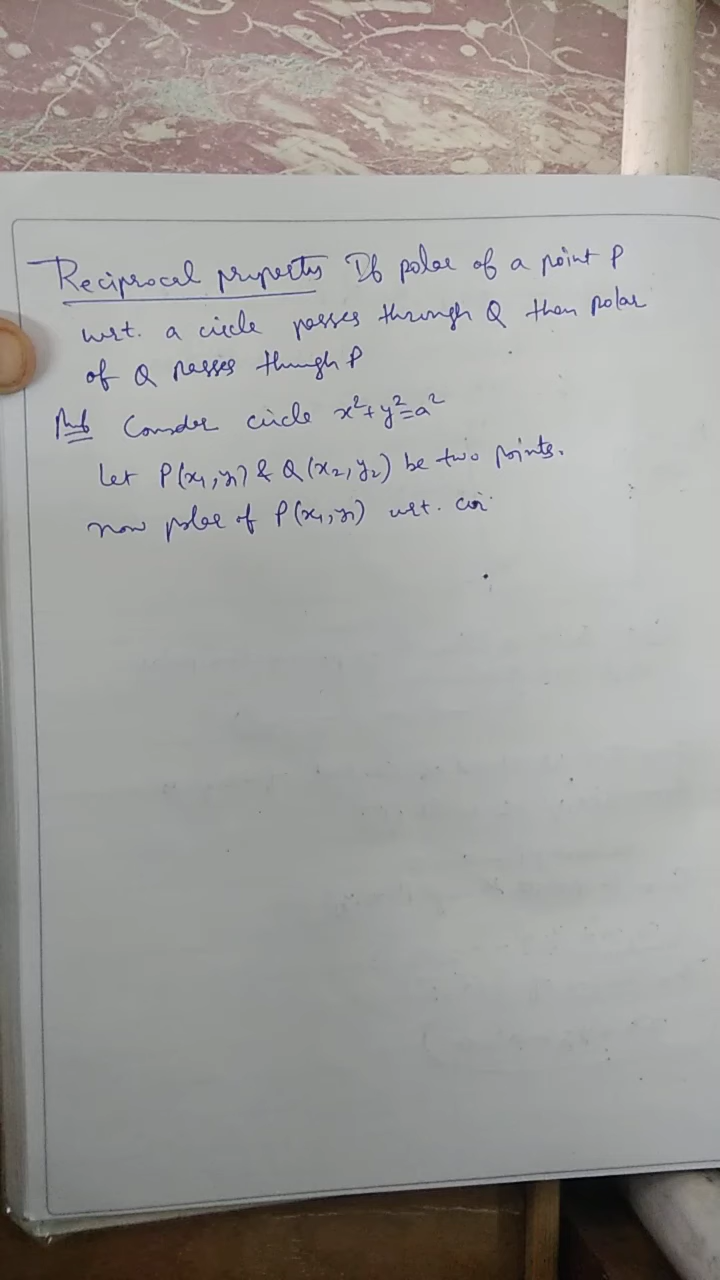 Reciprocal property If polar of a point P
w.r.t. a circle passes through Q then polar
of Q passes through P
Proof Consider circle x²+y²=a²
Let P(x₁,y₁) & Q(x₂,y₂) be two points.
now polar of P(x₁,y₁) w.r.t. cir